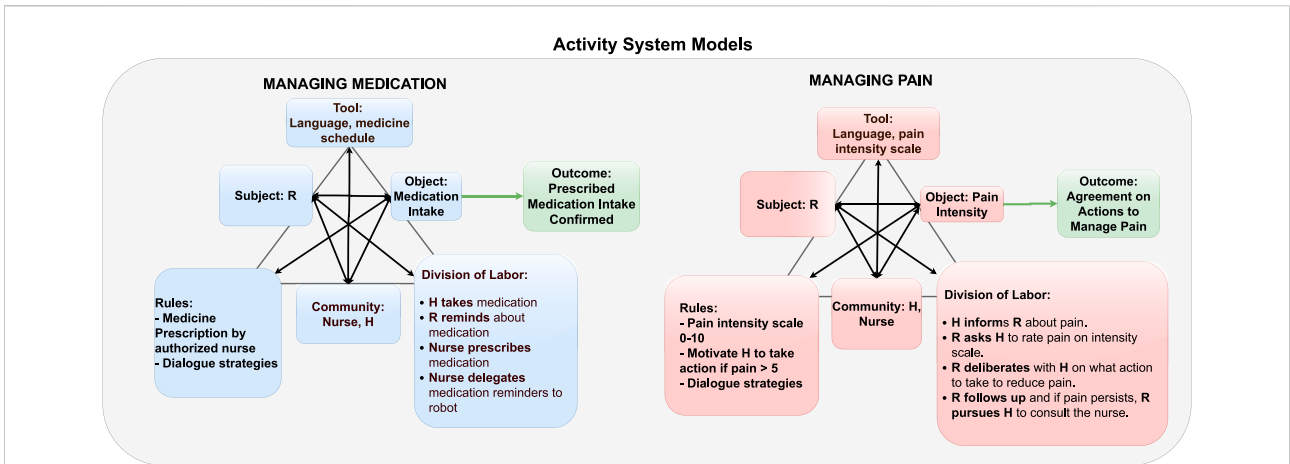 Activity System Models
MANAGING MEDICATION
Tool:
Language, medicine
schedule
Subject: R
Object:
Medication
Intake
Outcome:
Prescribed
Medication Intake
Confirmed
Rules:
- Medicine
Prescription by
authorized nurse
- Dialogue strategies
Community:
Nurse, H
Division of Labor:
• H takes medication
• R reminds about
medication
• Nurse prescribes
medication
• Nurse delegates
medication reminders to
robot
MANAGING PAIN
Tool:
Language, pain
intensity scale
Subject: R
Object: Pain
Intensity
Outcome:
Agreement on
Actions to
Manage Pain
Rules:
- Pain intensity scale
0-10
- Motivate H to take
action if pain > 5
- Dialogue strategies
Community: H,
Nurse
Division of Labor:
• H informs R about pain.
• R asks H to rate pain on intensity
scale.
• R deliberates with H on what action
to take to reduce pain.
• R follows up and if pain persists, R
pursues H to consult the nurse.